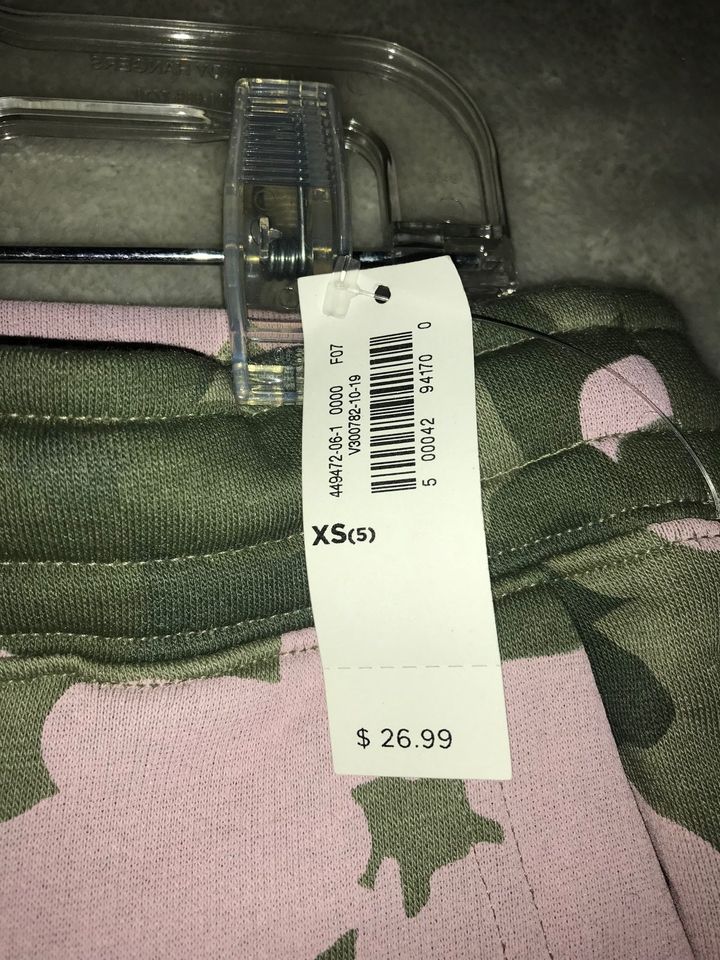 449472-06-1 0000 F07
V300782-10-19
5 00042 94170 0
XS(5)
$ 26.99